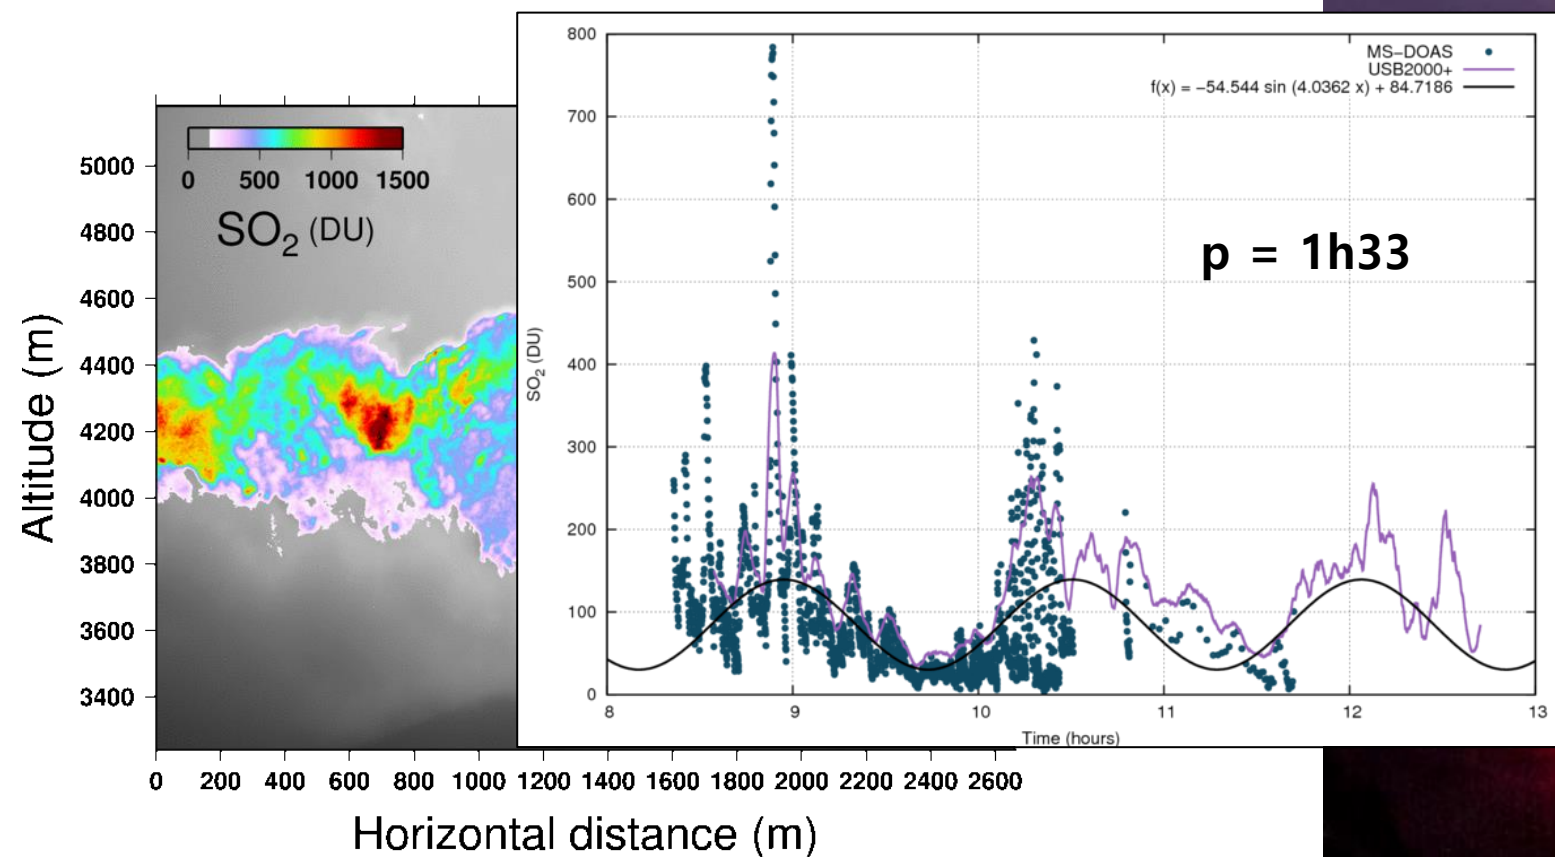 800
700
600
500
400
300
200
100
0
SO2 (DU)
8 9 10 11 12 13
Time (hours)
MS−DOAS
USB2000+
f(x) = −54.544 sin (4.0362 x) + 84.7186
p = 1h33
0 500 1000 1500
SO2 (DU)
5000
4800
4600
4400
4200
4000
3800
3600
3400
Altitude (m)
0 200 400 600 800 1000 1200 1400 1600 1800 2000 2200 2400 2600
Horizontal distance (m)